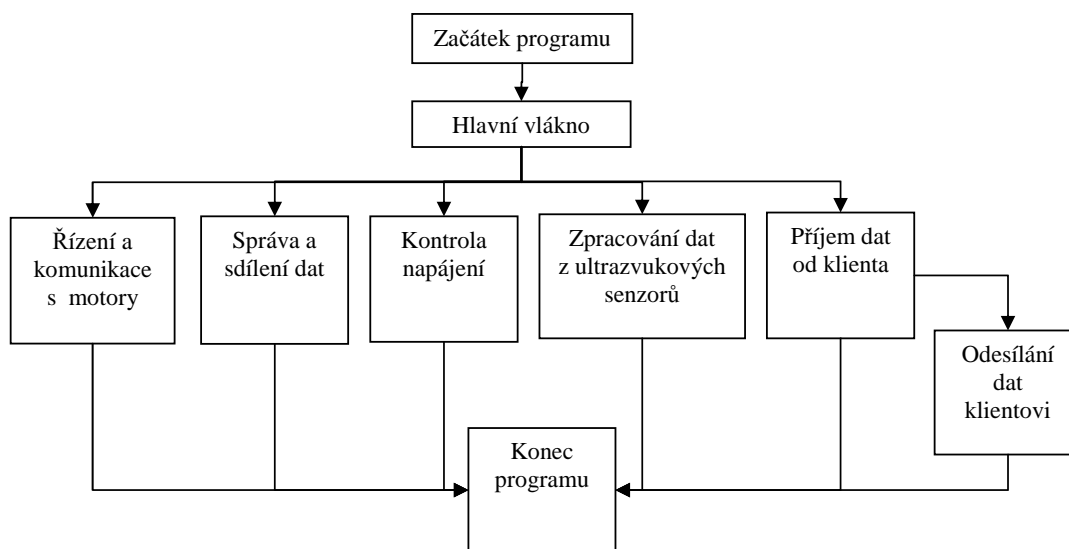 Začátek programu
Hlavní vlákno
Řízení a
komunikace
s motory
Správa a
sdílení dat
Kontrola
napájení
Zpracování dat
z ultrazvukových
senzorů
Příjem dat
od klienta
Odesílání
dat
klientovi
Konec
programu